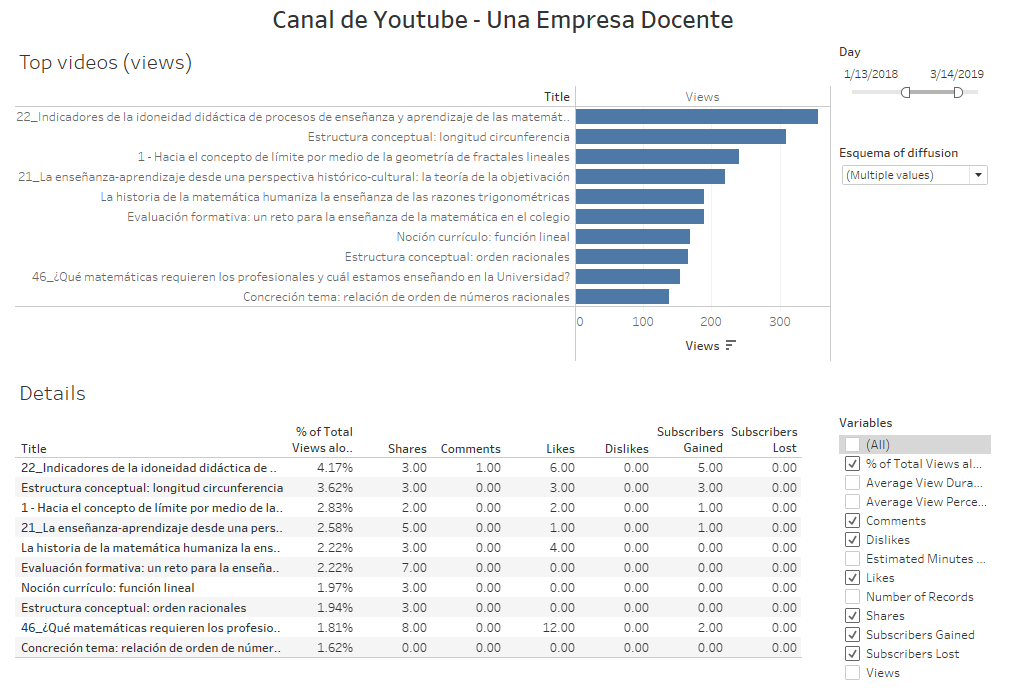 Canal de Youtube - Una Empresa Docente
Top videos (views)
Title Views
22_Indicadores de la idoneidad didáctica de procesos de enseñanza y aprendizaje de las matemát..
Estructura conceptual: longitud circunferencia
1 - Hacia el concepto de límite por medio de la geometría de fractales lineales
21_La enseñanza-aprendizaje desde una perspectiva histórico-cultural: la teoría de la objetivación
La historia de la matemática humaniza la enseñanza de las razones trigonométricas
Evaluación formativa: un reto para la enseñanza de la matemática en el colegio
Noción currículo: función lineal
Estructura conceptual: orden racionales
46_¿Qué matemáticas requieren los profesionales y cuál estamos enseñando en la Universidad?
Concreción tema: relación de orden de números racionales
0 100 200 300
Views
Day
1/13/2018 3/14/2019
Esquema of diffusion
(Multiple values)
Details
Title % of Total Views alo.. Shares Comments Likes Dislikes Subscribers Gained Subscribers Lost
22_Indicadores de la idoneidad didáctica de .. 4.17% 3.00 1.00 6.00 0.00 5.00 0.00
Estructura conceptual: longitud circunferencia 3.62% 3.00 0.00 3.00 0.00 3.00 0.00
1 - Hacia el concepto de límite por medio de la.. 2.83% 2.00 0.00 2.00 0.00 1.00 0.00
21_La enseñanza-aprendizaje desde una pers.. 2.58% 5.00 0.00 1.00 0.00 1.00 0.00
La historia de la matemática humaniza la ens.. 2.22% 3.00 0.00 4.00 0.00 0.00 0.00
Evaluación formativa: un reto para la enseña.. 2.22% 7.00 0.00 0.00 0.00 0.00 0.00
Noción currículo: función lineal 1.97% 3.00 0.00 0.00 0.00 0.00 0.00
Estructura conceptual: orden racionales 1.94% 3.00 0.00 0.00 0.00 0.00 0.00
46_¿Qué matemáticas requieren los profesio.. 1.81% 8.00 0.00 12.00 0.00 2.00 0.00
Concreción tema: relación de orden de númer.. 1.62% 0.00 0.00 0.00 0.00 0.00 0.00
Variables
(All)
% of Total Views al...
Average View Dura...
Average View Perce...
Comments
Dislikes
Estimated Minutes ...
Likes
Number of Records
Shares
Subscribers Gained
Subscribers Lost
Views